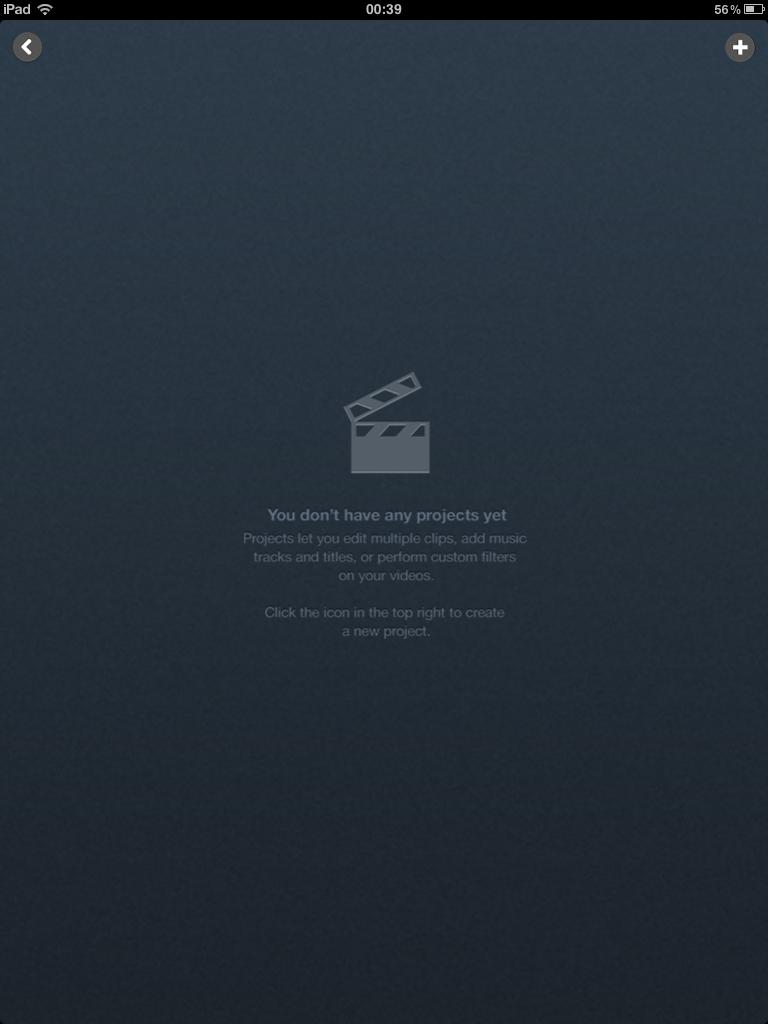 iPad 00:39 56%
You don't have any projects yet
Projects let you edit multiple clips, add music
tracks and titles, or perform custom filters
on your videos.
Click the icon in the top right to create
a new project.